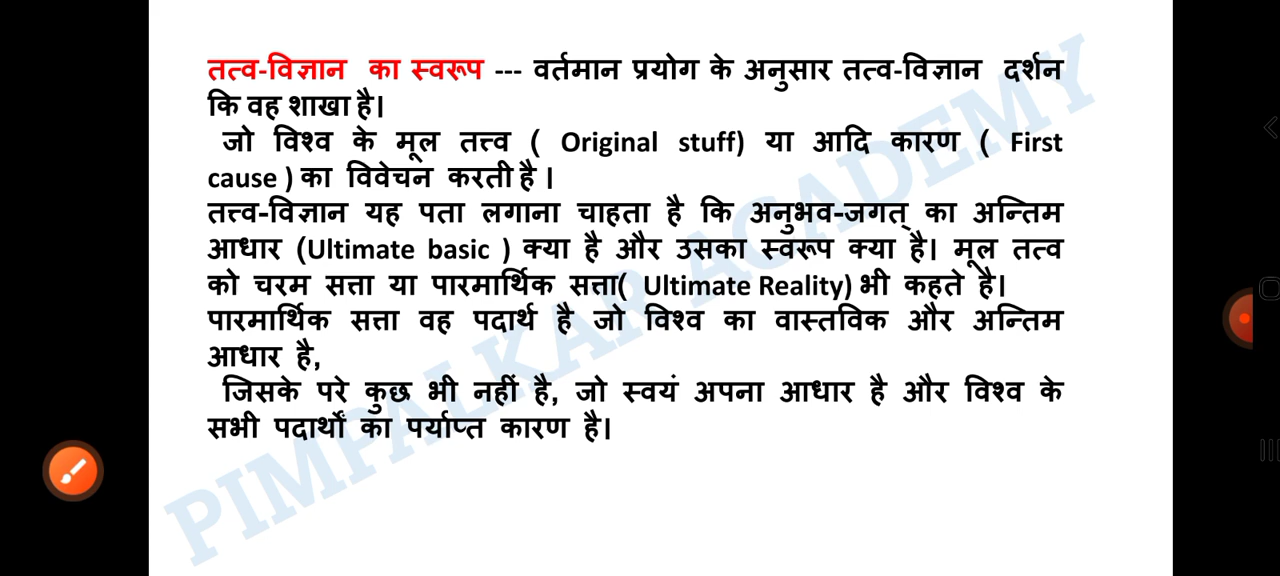 तत्व-विज्ञान का स्वरूप --- वर्तमान प्रयोग के अनुसार तत्व-विज्ञान दर्शन
कि वह शाखा है।
जो विश्व के मूल तत्त्व ( Original stuff) या आदि कारण ( First
cause ) का विवेचन करती है ।
तत्त्व-विज्ञान यह पता लगाना चाहता है कि अनुभव-जगत् का अन्तिम
आधार (Ultimate basic ) क्या है और उसका स्वरूप क्या है। मूल तत्व
को चरम सत्ता या पारमार्थिक सत्ता( Ultimate Reality) भी कहते है।
पारमार्थिक सत्ता वह पदार्थ है जो विश्व का वास्तविक और अन्तिम
आधार है,
जिसके परे कुछ भी नहीं है, जो स्वयं अपना आधार है और विश्व के
सभी पदार्थों का पर्याप्त कारण है।
PIMPALKAR ACADEMY